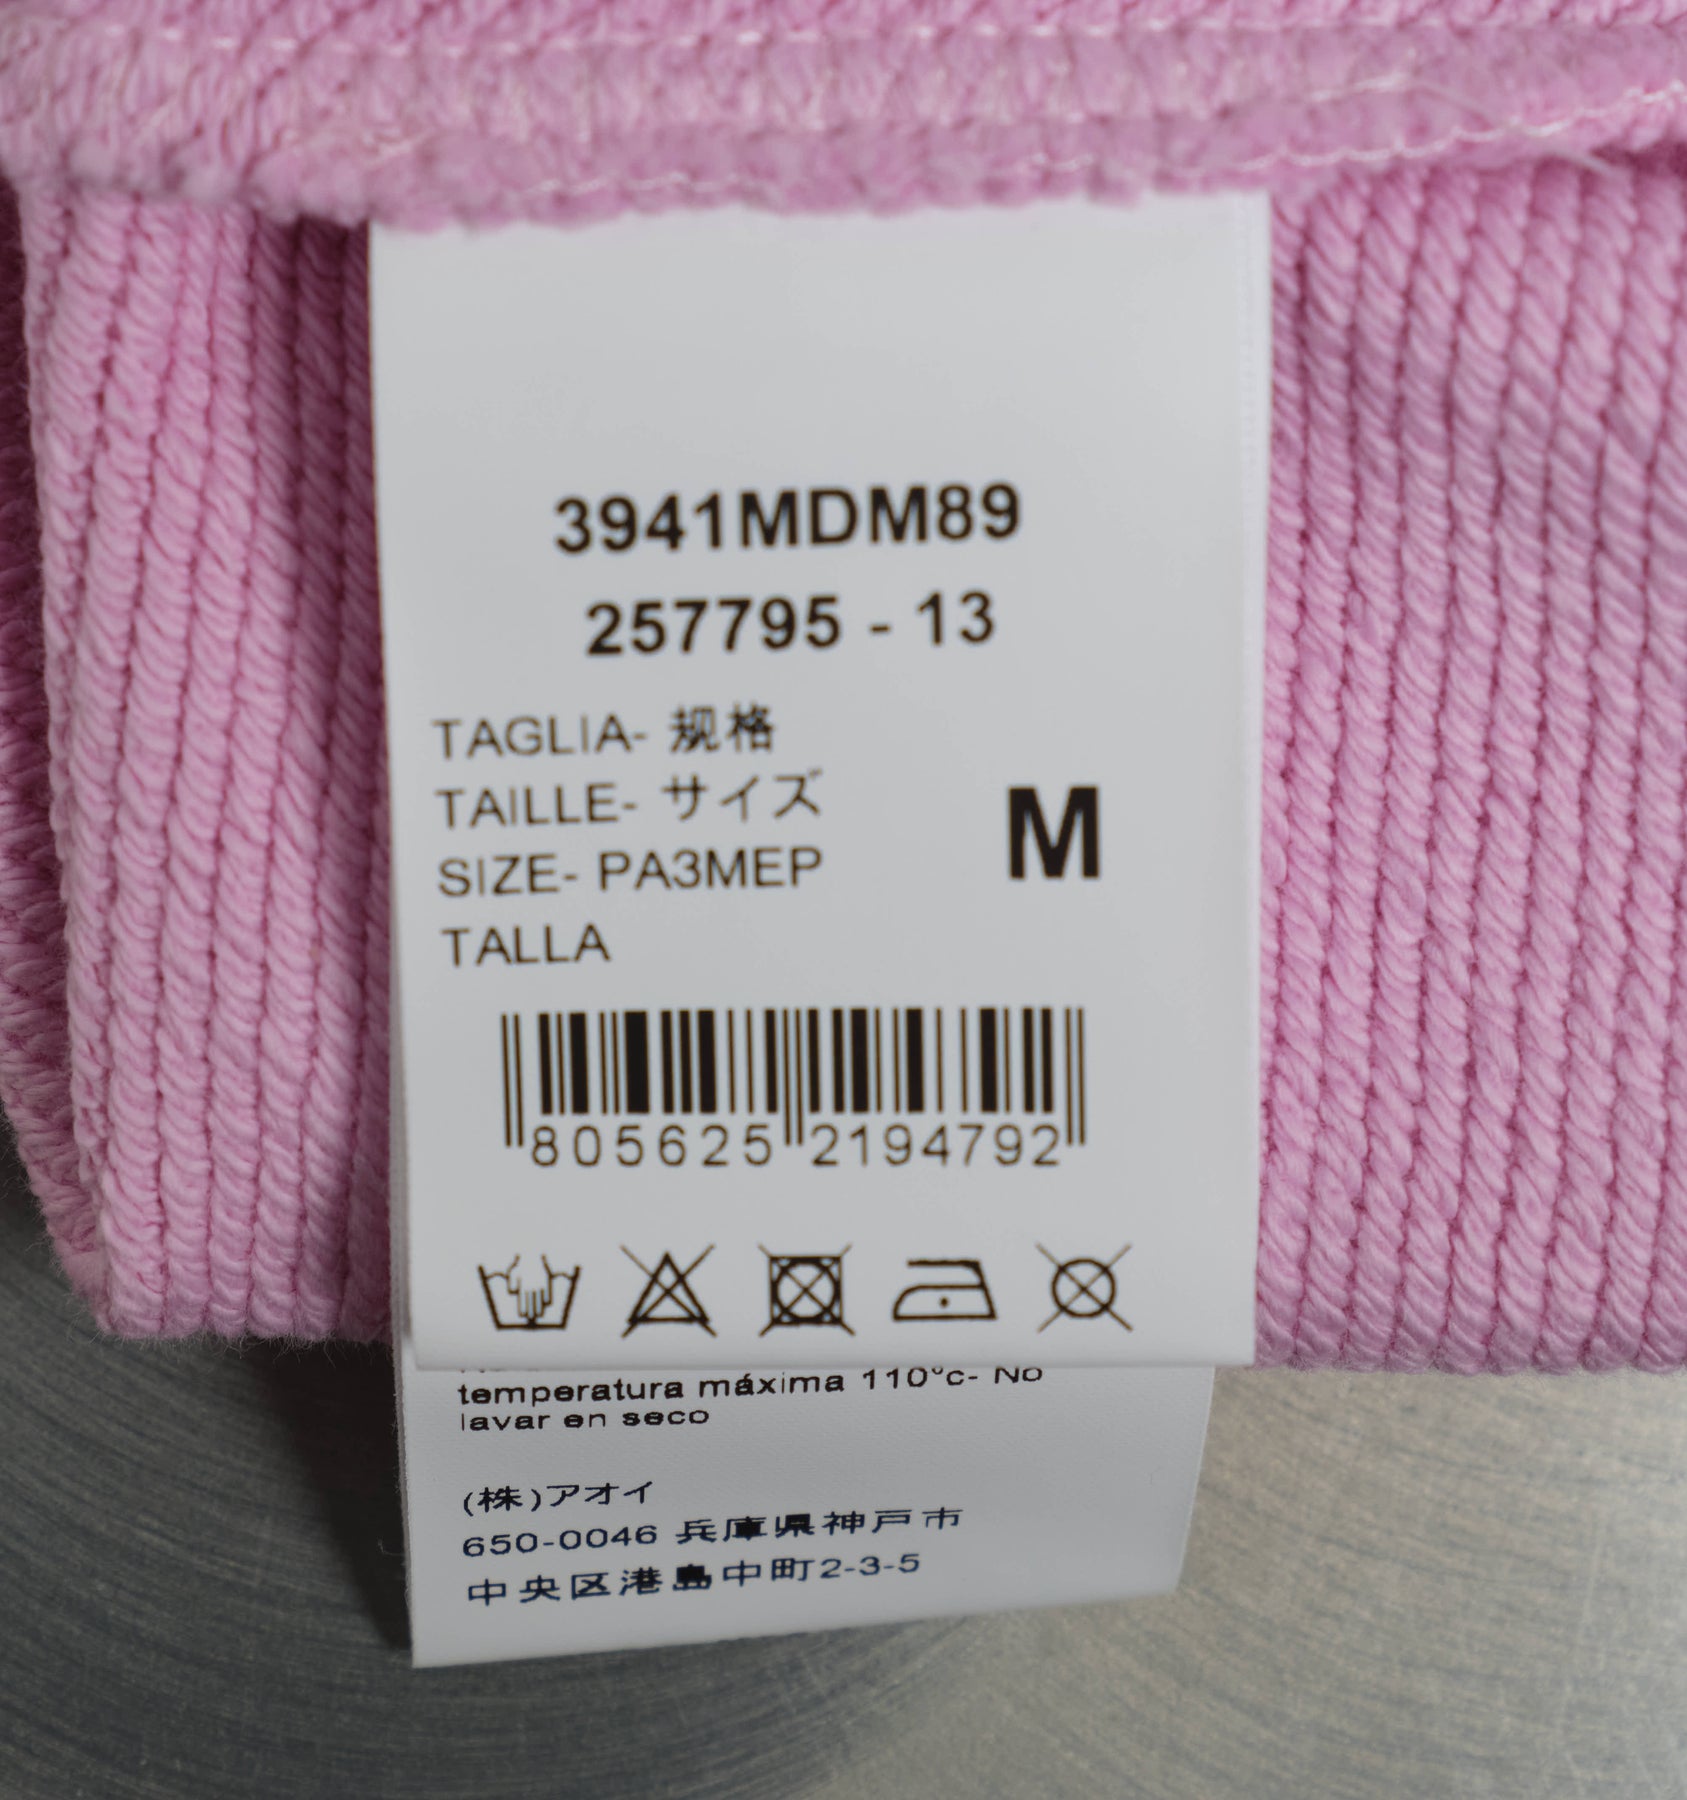 3941MDM89
257795 - 13
TAGLIA- 规格
TAILLE- サイズ
SIZE- РАЗМЕР
TALLA
M
805625 2194792
temperatura máxima 110°c- No
lavar en seco
(株)アオイ
650-0046 兵庫県神戸市
中央区港島中町2-3-5